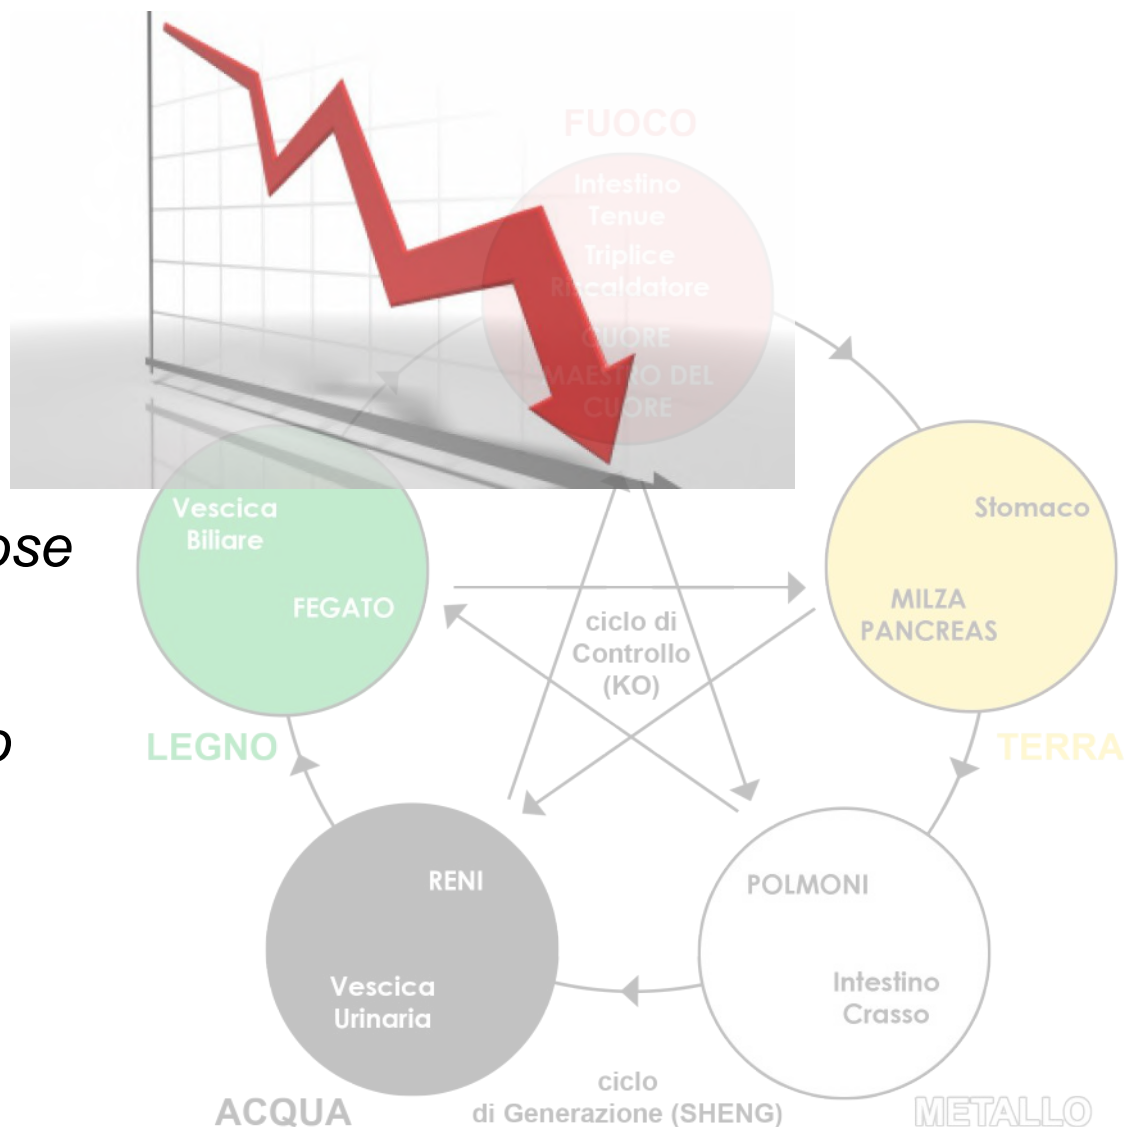 FUOCO
Intestino
Tenue
Triplice
Riscaldatore
CUORE
MAESTRO DEL
CUORE
Vescica
Biliare
FEGATO
Stomaco
MILZA
PANCREAS
ose
ciclo di
Controllo
(KO)
o
LEGNO
TERRA
RENI
Vescica
Urinaria
POLMONI
Intestino
Crasso
ciclo
di Generazione (SHENG)
ACQUA
METALLO